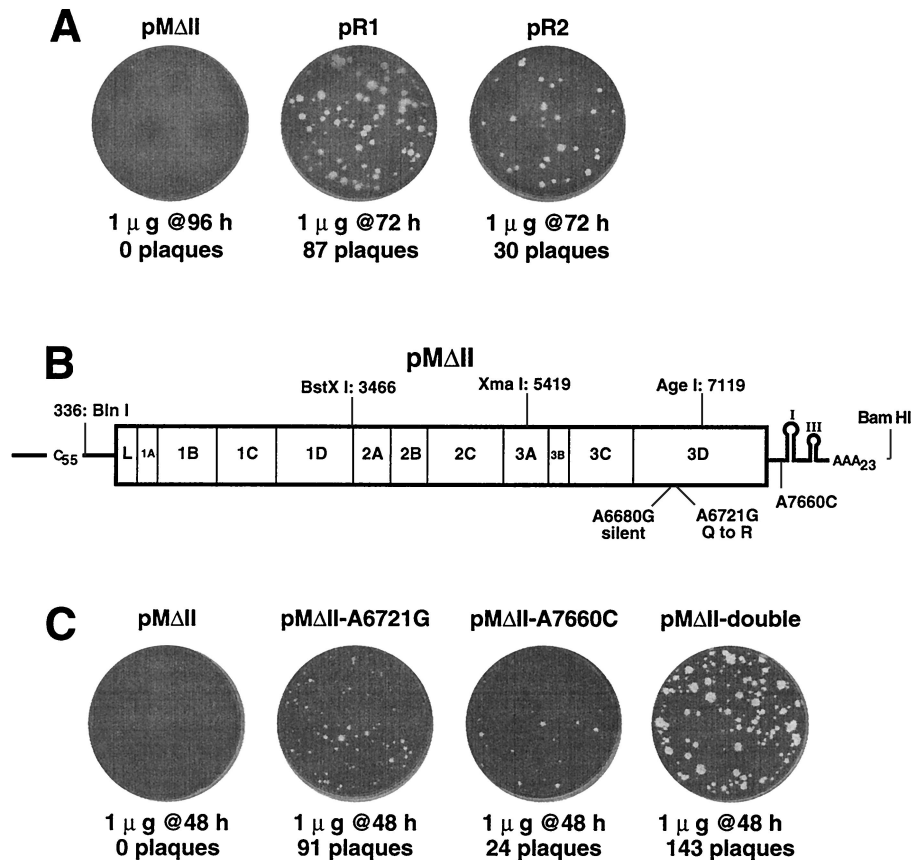 A
pMΔII
pR1
pR2
1 μ g @96 h
0 plaques
1 μ g @72 h
87 plaques
1 μ g @72 h
30 plaques
B
pMΔII
336: Bln I
BstX I: 3466
Xma I: 5419
Age I: 7119
Bam HI
C55
L
1A
1B
1C
1D
2A
2B
2C
3A
3B
3C
3D
I
III
AAA23
A6680G
silent
A6721G
Q to R
A7660C
C
pMΔII
pMΔII-A6721G
pMΔII-A7660C
pMΔII-double
1 μ g @48 h
0 plaques
1 μ g @48 h
91 plaques
1 μ g @48 h
24 plaques
1 μ g @48 h
143 plaques